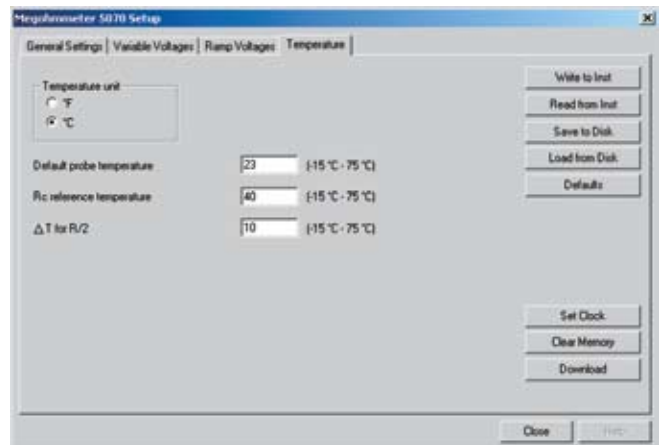 Megohmmeter 5070 Setup
General Settings Variable Voltages Ramp Voltages Temperature
Temperature unit
°F
°C
Default probe temperature 23 (-15 °C - 75 °C)
Rc reference temperature 40 (-15 °C - 75 °C)
△T for R/2 10 (-15 °C - 75 °C)
Write to Inst
Read from Inst
Save to Disk
Load from Disk
Defaults
Set Clock
Clear Memory
Download
Close